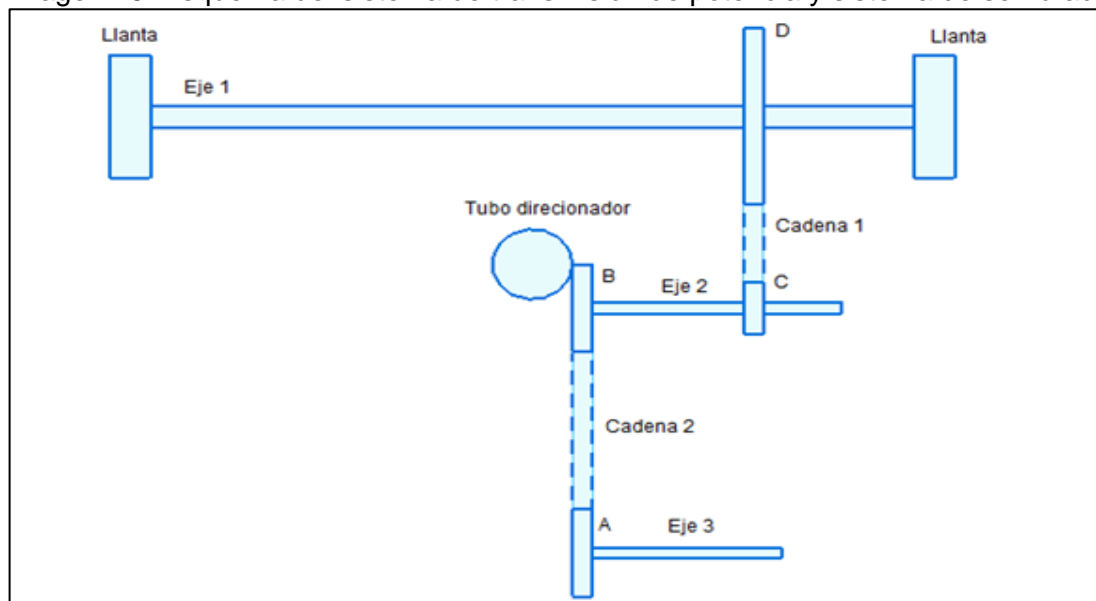 Llanta
D
Llanta
Eje 1
Tubo direcionador
Cadena 1
B
Eje 2
C
Cadena 2
A
Eje 3